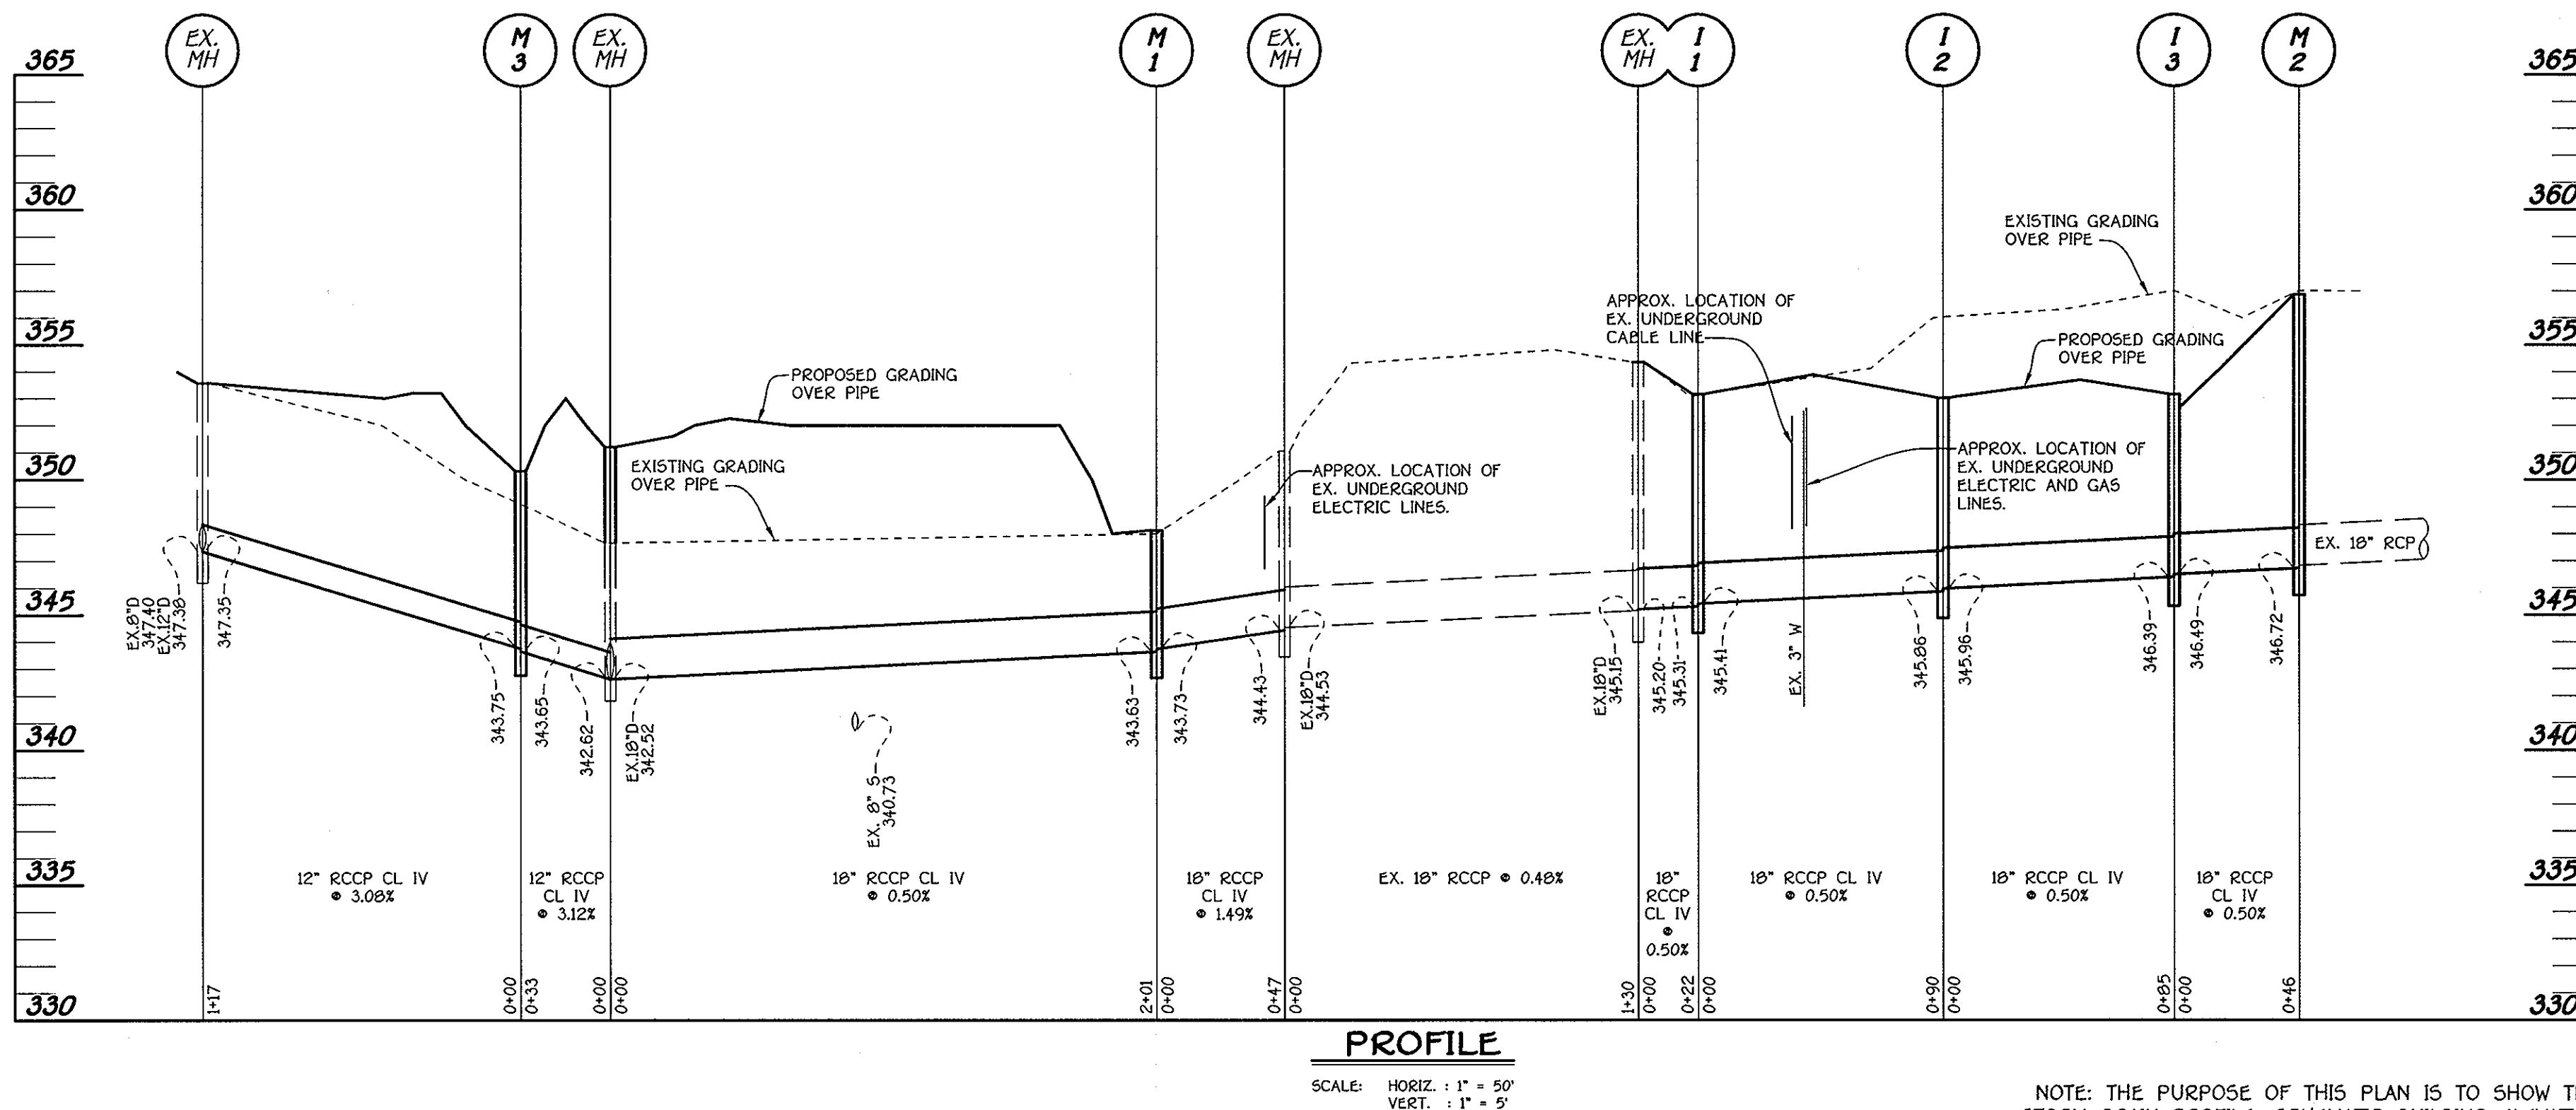 EX.
MH
M
3
EX.
MH
M
1
EX.
MH
EX.
MH
I
1
I
2
I
3
M
2
365
360
355
350
345
340
335
330
365
360
355
350
345
340
335
330
PROPOSED GRADING
OVER PIPE
EXISTING GRADING
OVER PIPE
APPROX. LOCATION OF
EX. UNDERGROUND
ELECTRIC LINES.
APPROX. LOCATION OF
EX. UNDERGROUND
CABLE LINE
EXISTING GRADING
OVER PIPE
PROPOSED GRADING
OVER PIPE
APPROX. LOCATION OF
EX. UNDERGROUND
ELECTRIC AND GAS
LINES.
EX. 18" RCP
EX.8"D
347.40
EX.12"D
347.38
347.35
343.75
343.65
342.62
EX.18"D
342.52
EX. 8" S
340.73
343.63
343.73
344.43
EX.18"D
344.53
EX.18"D
345.15
345.20
345.31
345.41
EX. 3" W
345.86
345.96
346.39
346.49
346.72
12" RCCP CL IV
@ 3.08%
12" RCCP
CL IV
@ 3.12%
18" RCCP CL IV
@ 0.50%
18" RCCP
CL IV
@ 1.49%
EX. 18" RCCP @ 0.48%
18"
RCCP
CL IV
@
0.50%
18" RCCP CL IV
@ 0.50%
18" RCCP CL IV
@ 0.50%
18" RCCP
CL IV
@ 0.50%
1+17
0+00
0+33
0+00
0+00
2+01
0+00
0+47
0+00
1+30
0+00
0+22
0+00
0+90
0+00
0+85
0+00
0+46
PROFILE
SCALE: HORIZ. : 1" = 50'
VERT. : 1" = 5'
NOTE: THE PURPOSE OF THIS PLAN IS TO SHOW